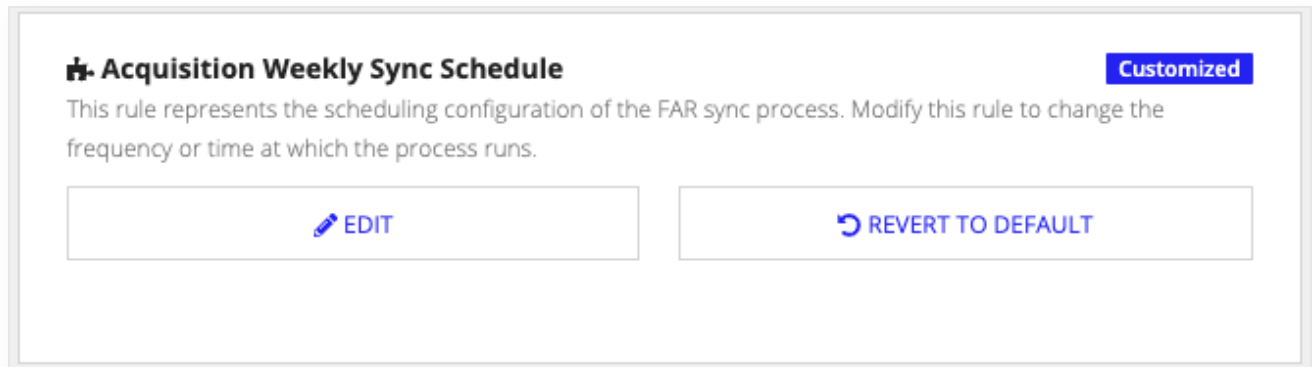 Acquisition Weekly Sync Schedule
Customized
This rule represents the scheduling configuration of the FAR sync process. Modify this rule to change the
frequency or time at which the process runs.
EDIT
REVERT TO DEFAULT